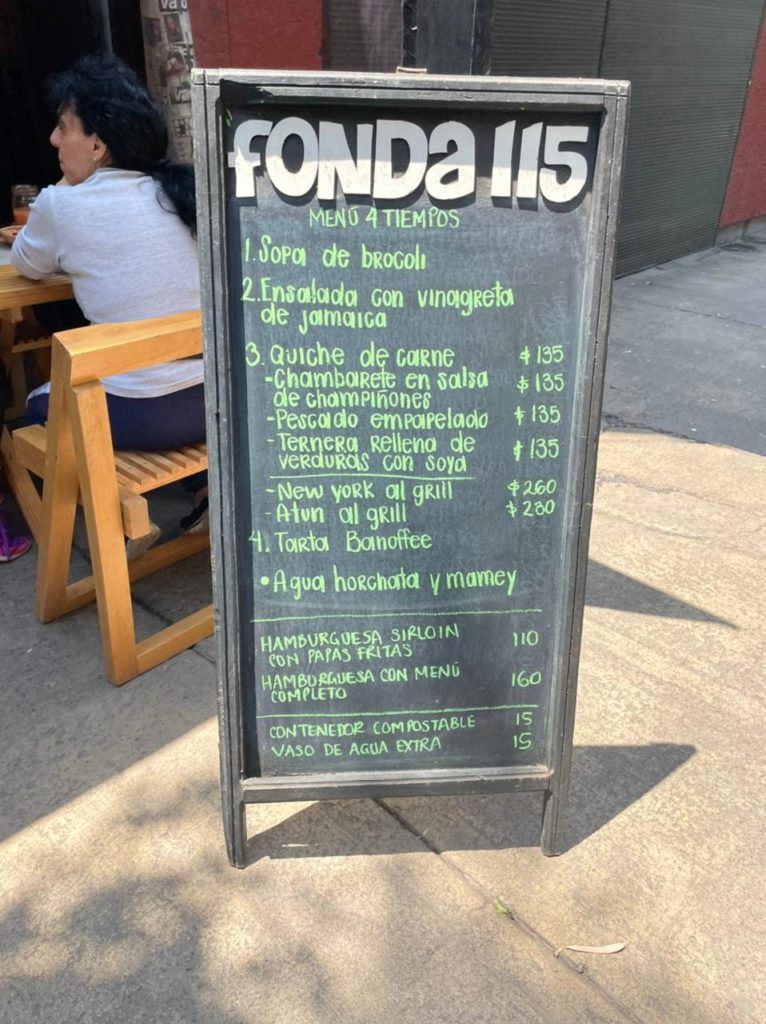 va
FONDA 115
MENÚ 4 TIEMPOS
1. Sopa de brocoli
2. Ensalada con vinagreta
de jamaica
3. Quiche de carne $ 135
-Chambarete en salsa $ 135
de champiñones
-Pescado empapelado $ 135
-Ternera rellena de $ 135
verduras con soya
-New york al grill $ 260
-Atun al grill $ 230
4. Tarta Banoffee
• Agua horchata y mamey
HAMBURGUESA SIRLOIN 110
CON PAPAS FRITAS
HAMBURGUESA CON MENÚ 160
COMPLETO
CONTENEDOR COMPOSTABLE 15
VASO DE AGUA EXTRA 15